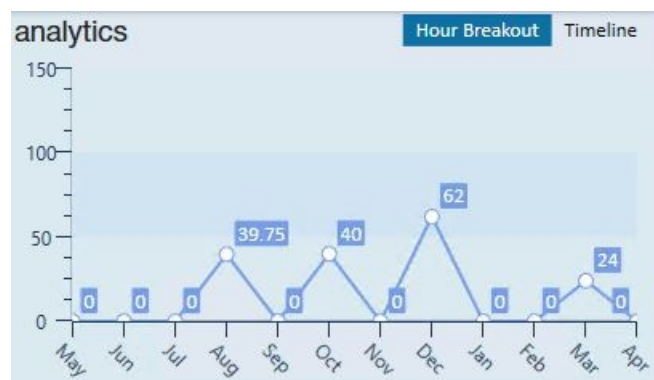 analytics
Hour Breakout Timeline
150
100
62
50
39.75 40
24
0 0 0 0 0 0 0 0
0
May Jun Jul Aug Sep Oct Nov Dec Jan Feb Mar Apr